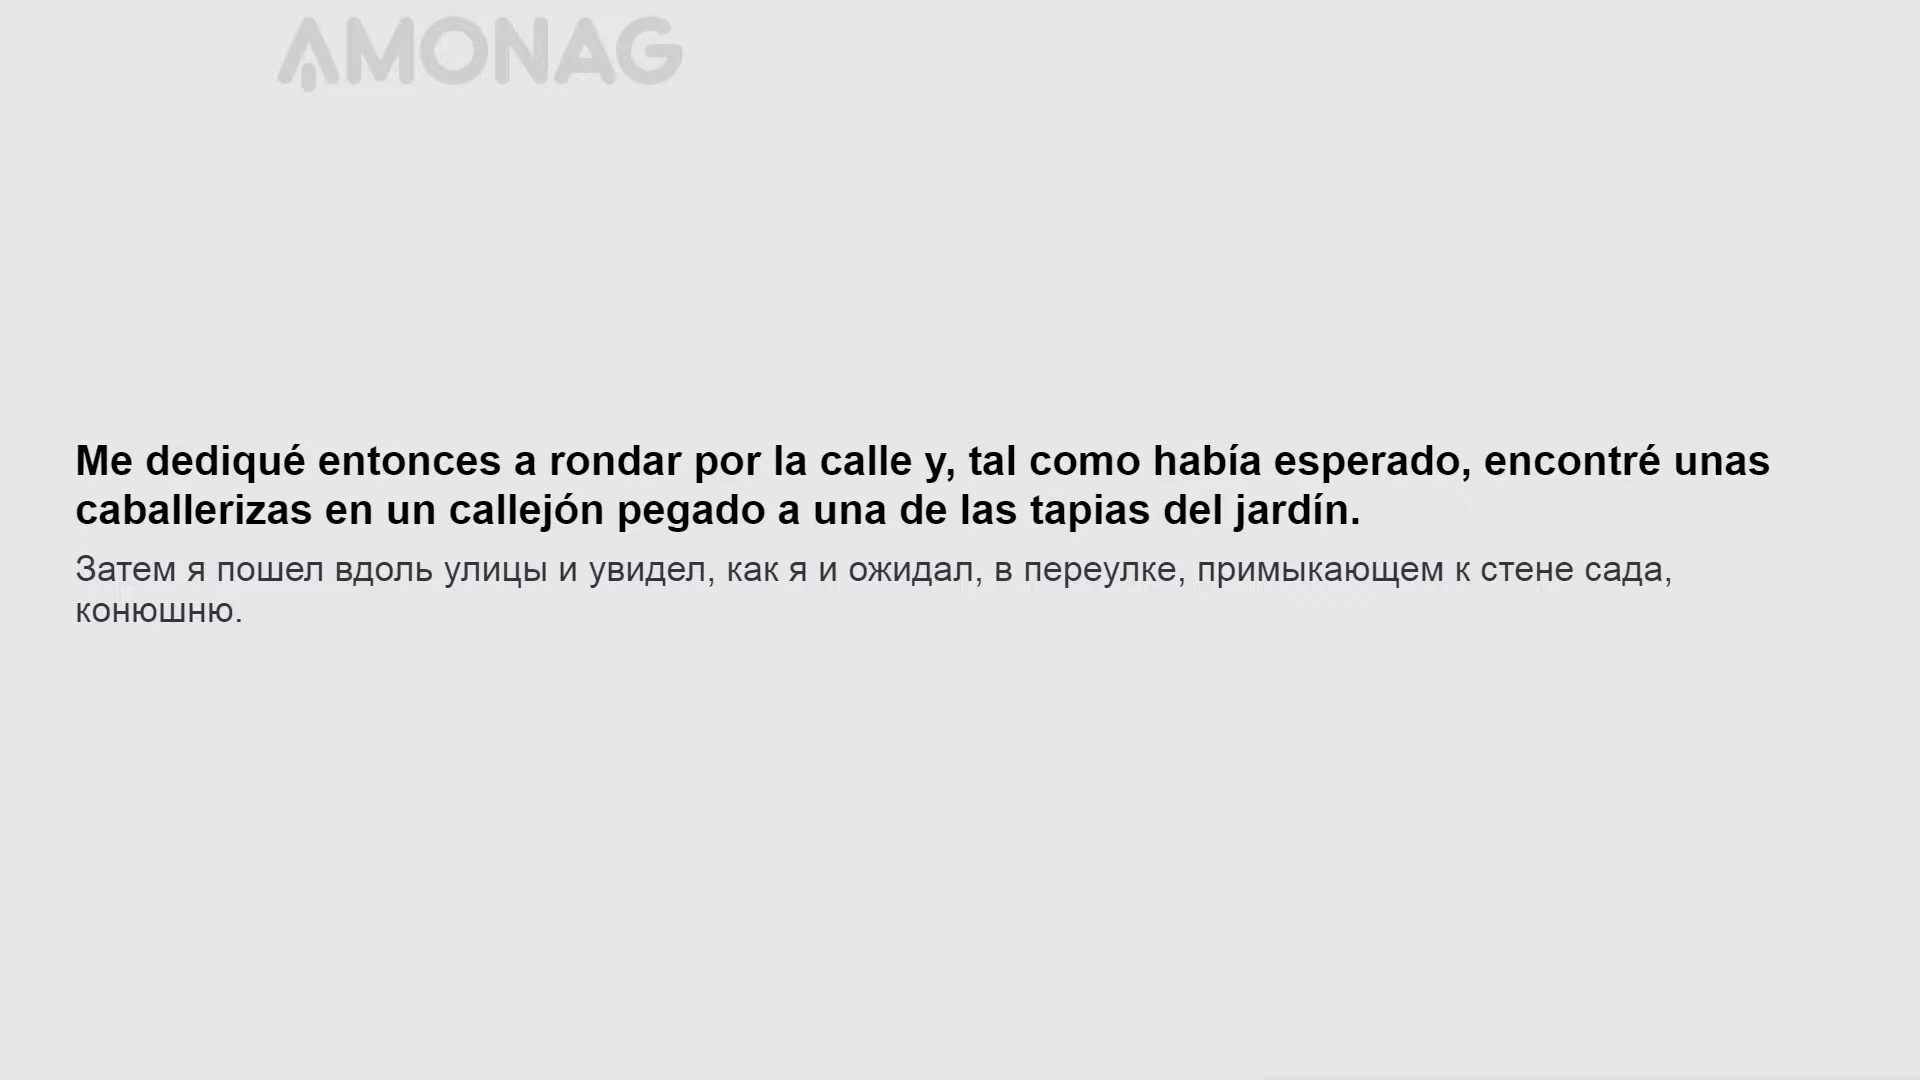 AMONAG
Me dediqué entonces a rondar por la calle y, tal como había esperado, encontré unas
caballerizas en un callejón pegado a una de las tapias del jardín.
Затем я пошел вдоль улицы и увидел, как я и ожидал, в переулке, примыкающем к стене сада,
конюшню.